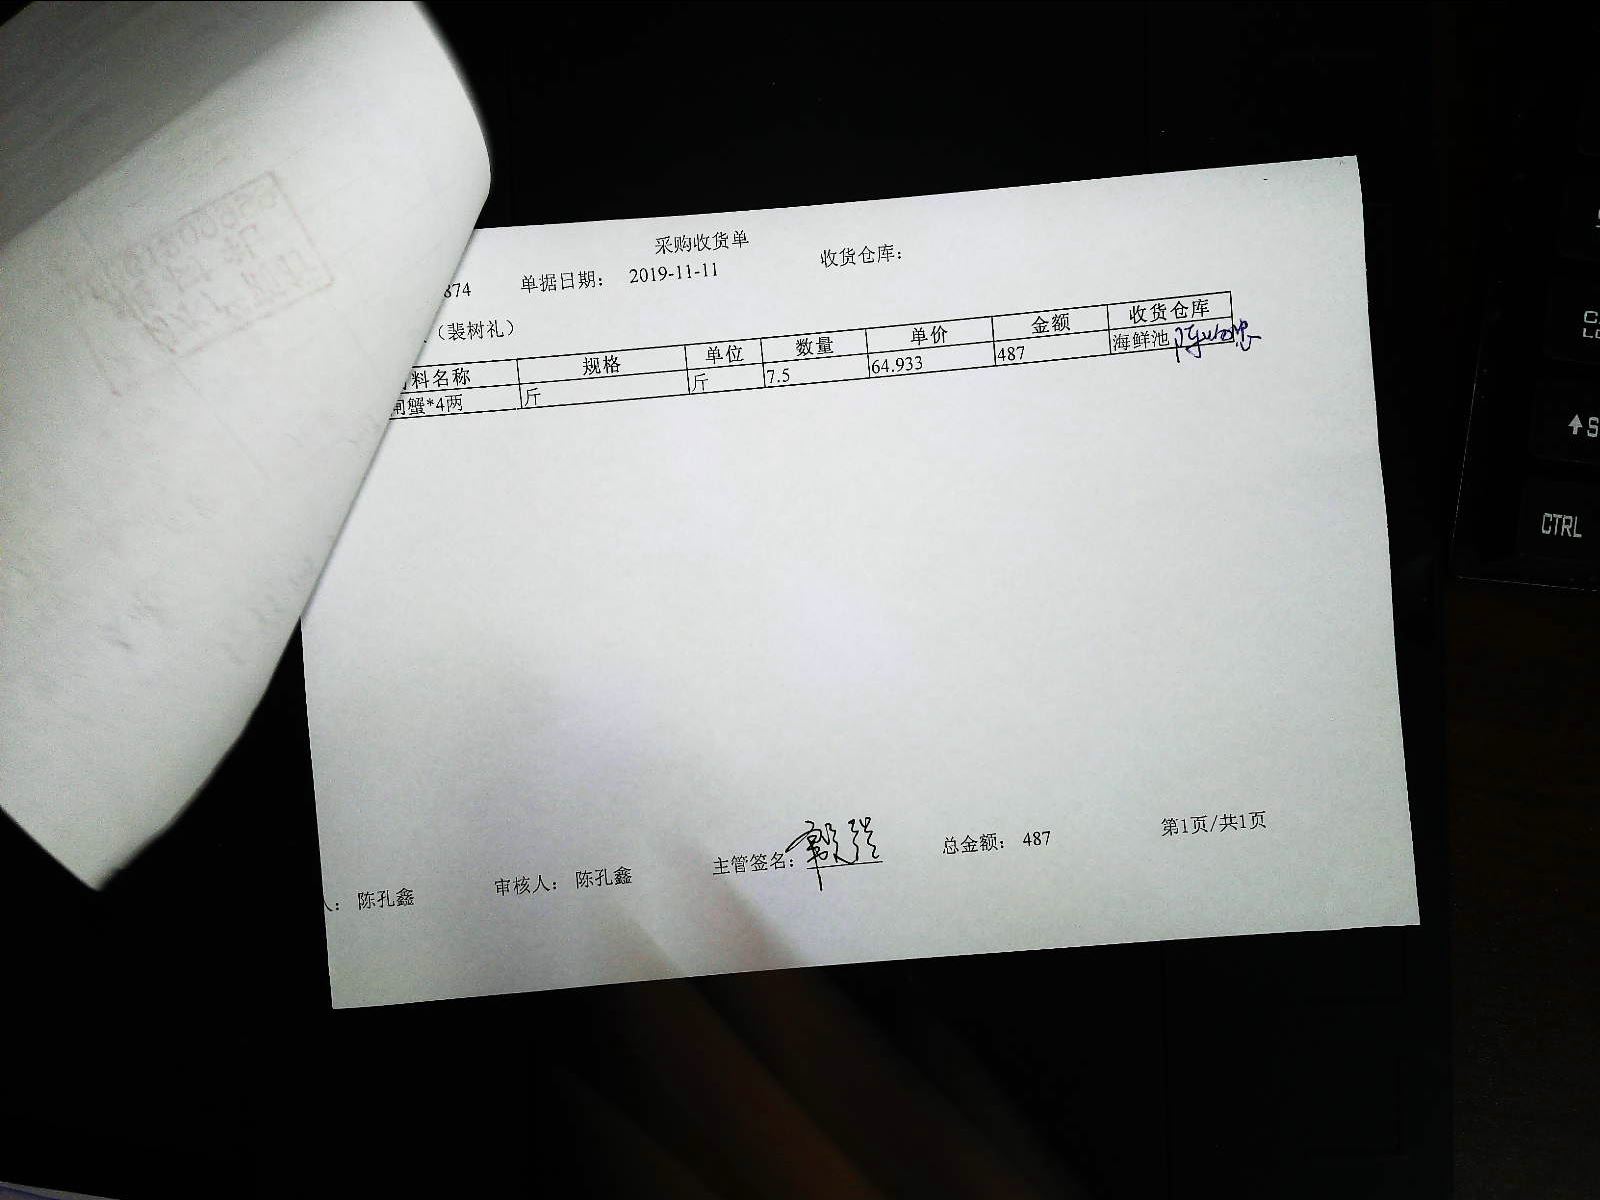 采购收货单
874 单据日期： 2019-11-11 收货仓库：
（裴树礼）
料名称 规格 单位 数量 单价 金额 收货仓库
闸蟹*4两 斤 斤 7.5 64.933 487 海鲜池
人： 陈孔鑫 审核人： 陈孔鑫 主管签名： 总金额： 487 第1页/共1页
CTRL